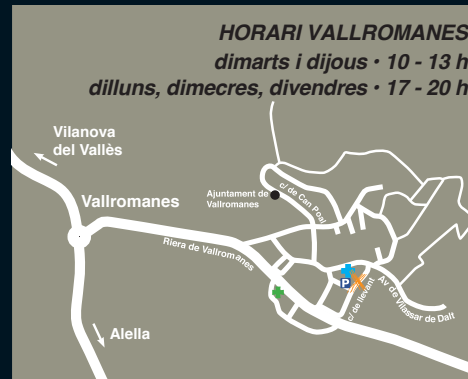 HORARI VALLROMANES
dimarts i dijous • 10 - 13 h
dilluns, dimecres, divendres • 17 - 20 h
Vilanova
del Vallès
Vallromanes
Ajuntament de
Vallromanes
c/ de Can Poal
Riera de Vallromanes
P
c/ de llevant
Av de Vilassar de Dalt
Alella